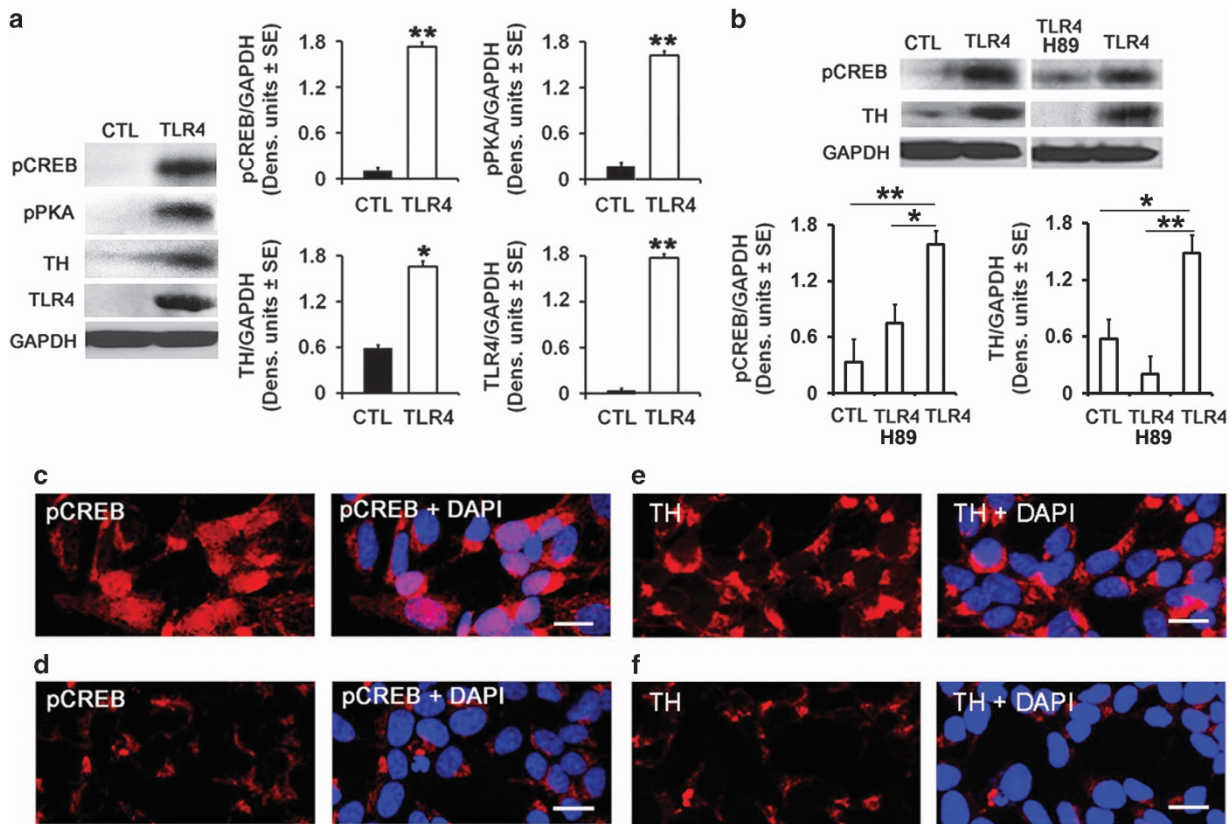 a
CTL TLR4
pCREB
pPKA
TH
TLR4
GAPDH
pCREB/GAPDH
(Dens. units ± SE)
1.8
1.2
0.6
0
**
CTL TLR4
pPKA/GAPDH
(Dens. units ± SE)
1.8
1.2
0.6
0
**
CTL TLR4
TH/GAPDH
(Dens. units ± SE)
1.8
1.2
0.6
0
*
CTL TLR4
TLR4/GAPDH
(Dens. units ± SE)
1.8
1.2
0.6
0
**
CTL TLR4
b
CTL TLR4 TLR4 TLR4
H89
pCREB
TH
GAPDH
pCREB/GAPDH
(Dens. units ± SE)
1.8
1.2
0.6
0
**
*
CTL TLR4 TLR4
H89
TH/GAPDH
(Dens. units ± SE)
1.8
1.2
0.6
0
*
**
CTL TLR4 TLR4
H89
c
pCREB
pCREB + DAPI
e
TH
TH + DAPI
d
pCREB
pCREB + DAPI
f
TH
TH + DAPI